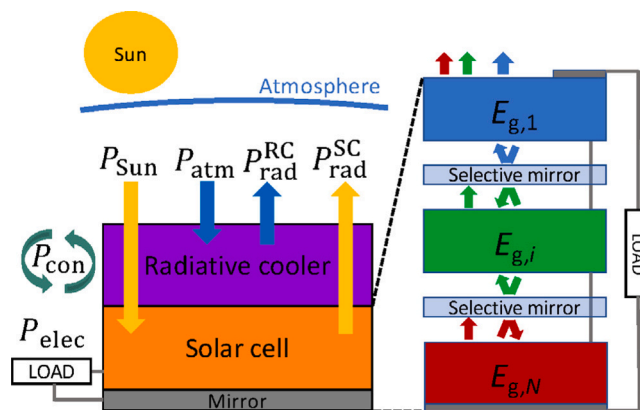 Sun
Atmosphere
P_Sun P_atm P_rad^RC P_rad^SC
P_con
Radiative cooler
P_elec
LOAD
Solar cell
Mirror
E_g,1
Selective mirror
E_g,i
Selective mirror
E_g,N
LOAD